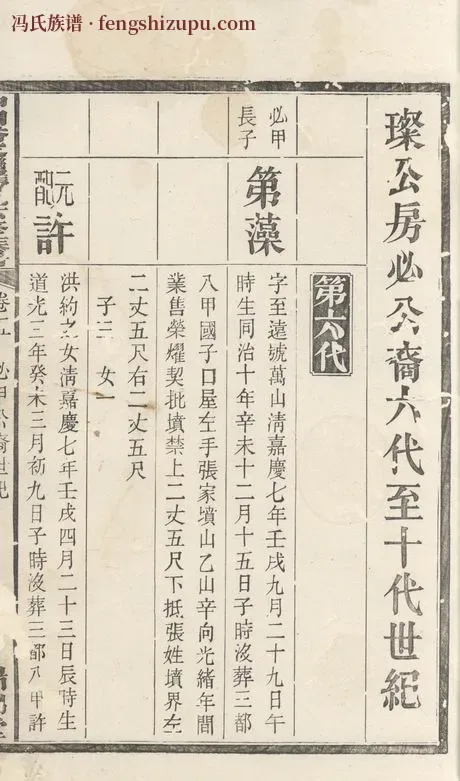 冯氏族谱 · fengshizupu.com
璨公房必公裔六代至十代世紀
第六代
必甲
長子
第藻
字至遠號萬山淸嘉慶七年壬戌九月二十九日午
時生同治十年辛未十二月十五日子時沒葬三都
八甲國子口屋左手張家墳山乙山辛向光緒年間
業售榮耀契批墳禁上二丈五尺下抵張姓墳界左
二丈五尺右二丈五尺
子三 女一
元配
許
洪約之女淸嘉慶七年壬戌四月二十三日辰時生
道光三年癸未三月初九日子時沒葬三都八甲許